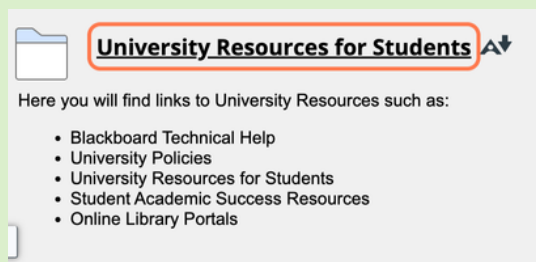 University Resources for Students
Here you will find links to University Resources such as:
• Blackboard Technical Help
• University Policies
• University Resources for Students
• Student Academic Success Resources
• Online Library Portals